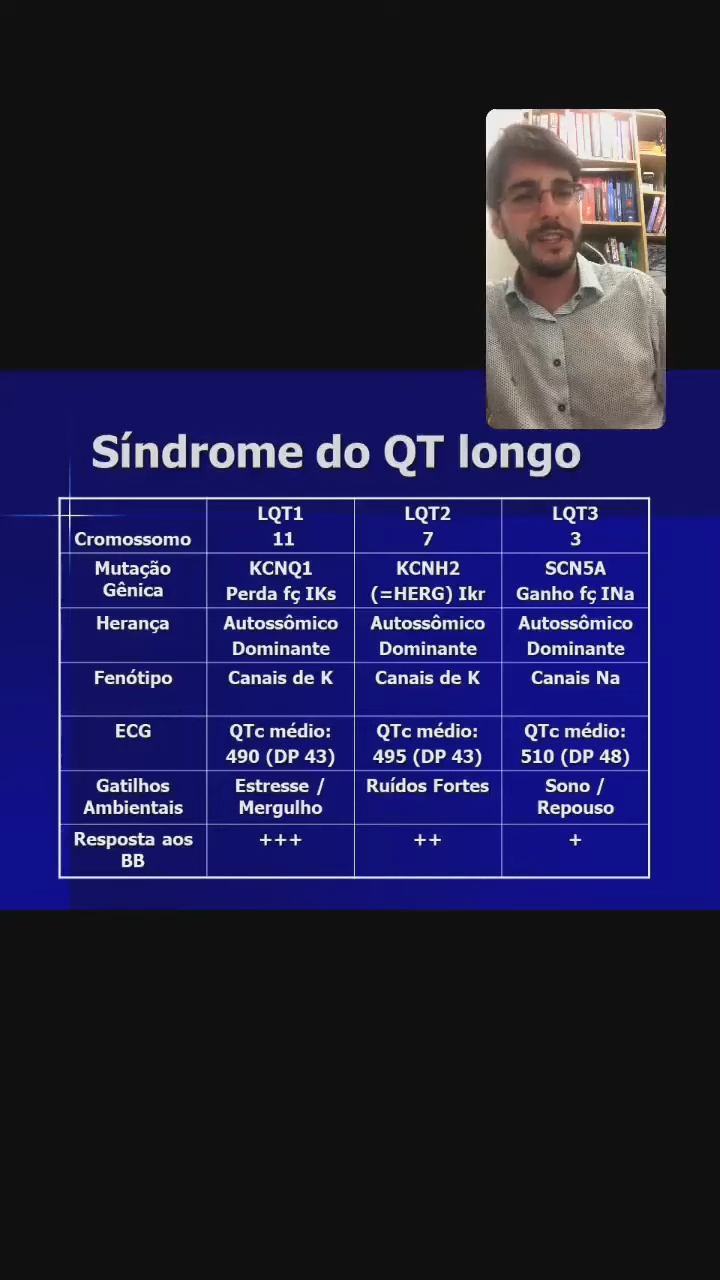 Síndrome do QT longo
LQT1 LQT2 LQT3
Cromossomo 11 7 3
Mutação KCNQ1 KCNH2 SCN5A
Gênica Perda fç IKs (=HERG) Ikr Ganho fç INa
Herança Autossômico Autossômico Autossômico
Dominante Dominante Dominante
Fenótipo Canais de K Canais de K Canais Na
ECG QTc médio: QTc médio: QTc médio:
490 (DP 43) 495 (DP 43) 510 (DP 48)
Gatilhos Estresse / Ruídos Fortes Sono /
Ambientais Mergulho Repouso
Resposta aos +++ ++ +
BB